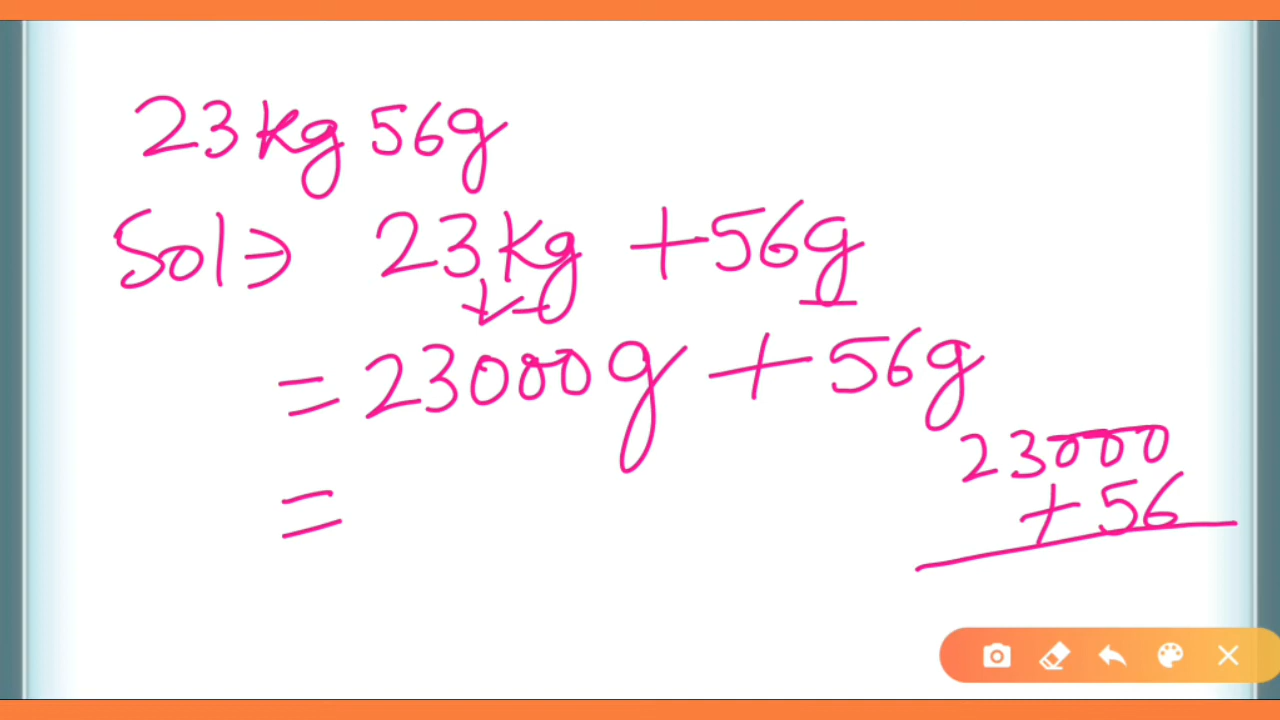 23kg 56g
Sol ⇒ 23kg + 56g
= 23000g + 56g
=
23000
+ 56